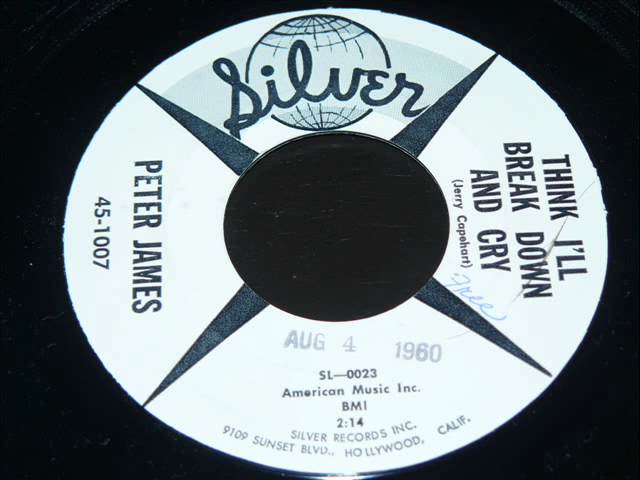 Silver
THINK I'LL
BREAK DOWN
AND CRY
(Jerry Capehart)
Free
PETER JAMES
45-1007
AUG 4 1960
SL—0023
American Music Inc.
BMI
2:14
SILVER RECORDS INC.
9109 SUNSET BLVD., HOLLYWOOD, CALIF.